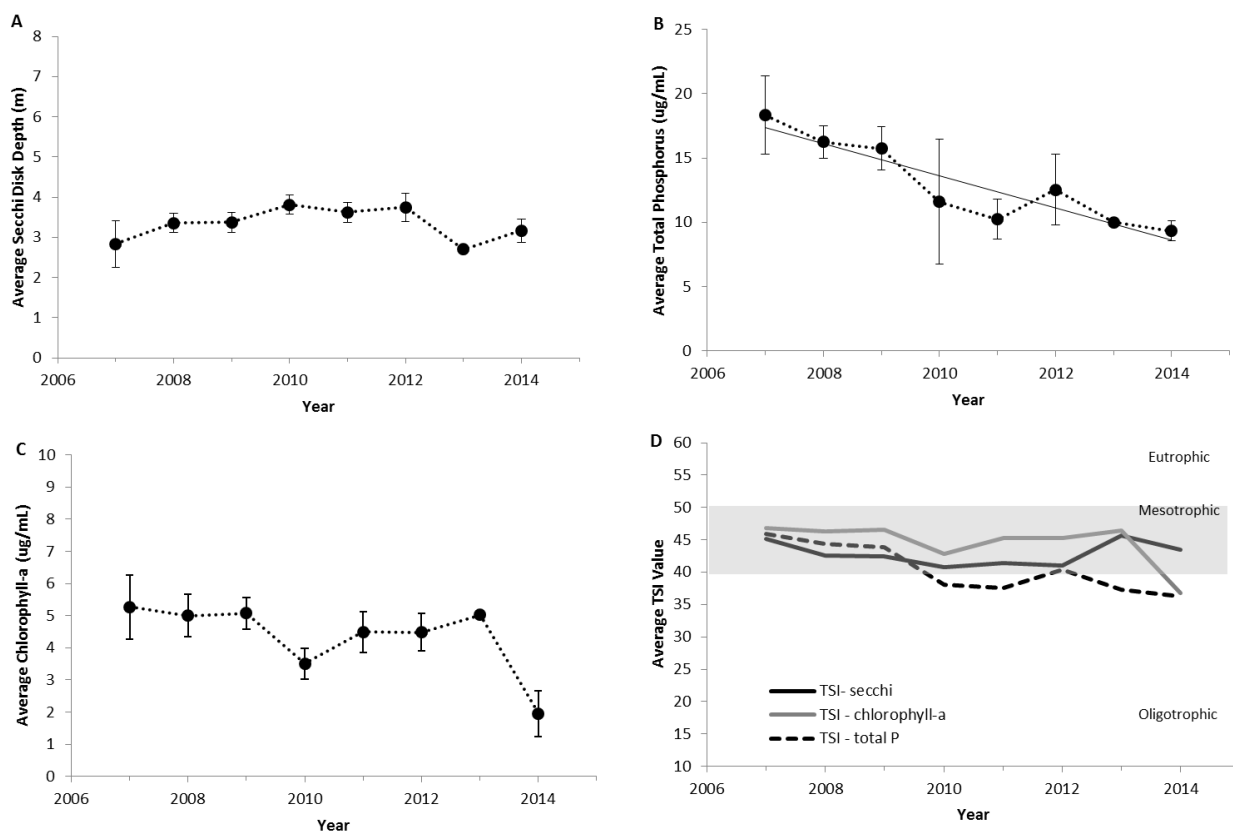 A
Average Secchi Disk Depth (m)
8
7
6
5
4
3
2
1
0
2006 2008 2010 2012 2014
Year
B
Average Total Phosphorus (ug/mL)
25
20
15
10
5
0
2006 2008 2010 2012 2014
Year
C
Average Chlorophyll-a (ug/mL)
10
9
8
7
6
5
4
3
2
1
0
2006 2008 2010 2012 2014
Year
D
Average TSI Value
60
55
50
45
40
35
30
25
20
15
10
Eutrophic
Mesotrophic
Oligotrophic
TSI- secchi
TSI - chlorophyll-a
TSI - total P
2006 2008 2010 2012 2014
Year